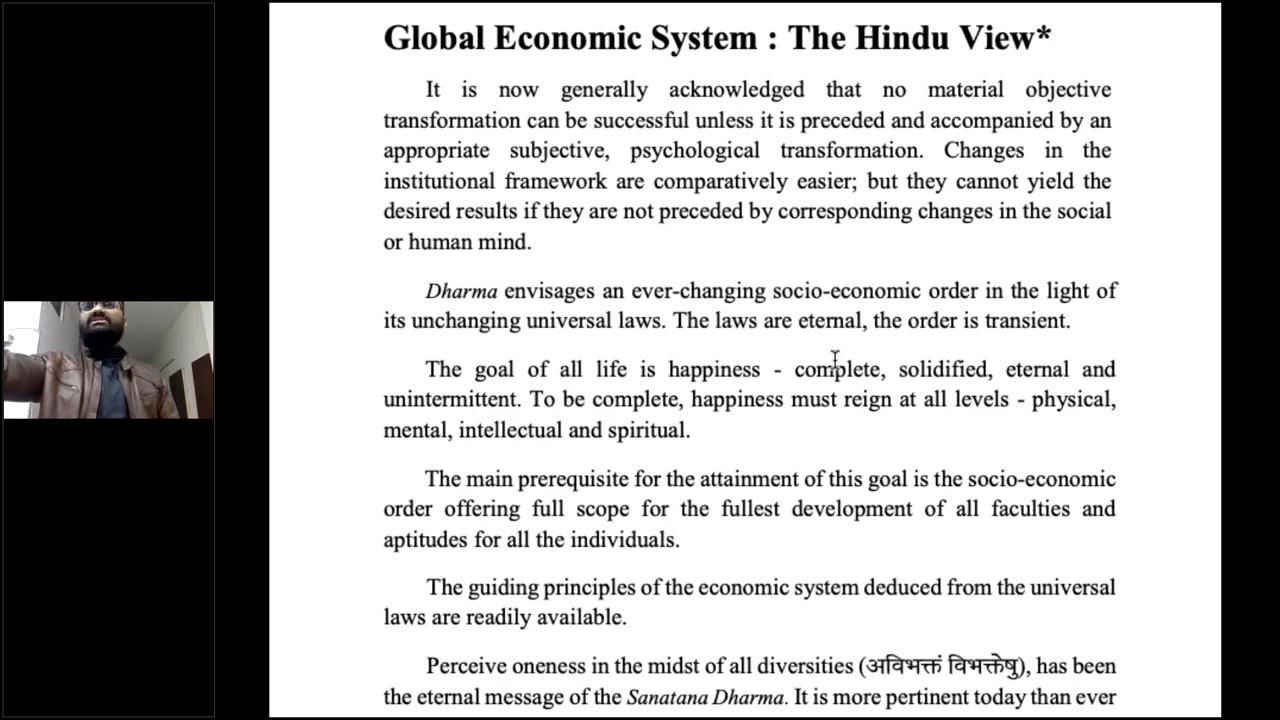 Global Economic System : The Hindu View*
It is now generally acknowledged that no material objective
transformation can be successful unless it is preceded and accompanied by an
appropriate subjective, psychological transformation. Changes in the
institutional framework are comparatively easier; but they cannot yield the
desired results if they are not preceded by corresponding changes in the social
or human mind.
Dharma envisages an ever-changing socio-economic order in the light of
its unchanging universal laws. The laws are eternal, the order is transient.
The goal of all life is happiness - complete, solidified, eternal and
unintermittent. To be complete, happiness must reign at all levels - physical,
mental, intellectual and spiritual.
The main prerequisite for the attainment of this goal is the socio-economic
order offering full scope for the fullest development of all faculties and
aptitudes for all the individuals.
The guiding principles of the economic system deduced from the universal
laws are readily available.
Perceive oneness in the midst of all diversities (अविभक्तं विभक्तेषु), has been
the eternal message of the Sanatana Dharma. It is more pertinent today than ever